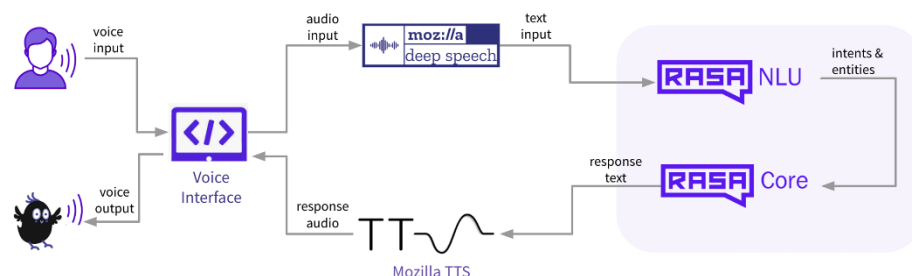 voice
input
audio
input
moz://a
deep speech
text
input
RASA NLU
intents &
entities
</>
Voice
Interface
voice
output
response
audio
TT
Mozilla TTS
response
text
RASA Core